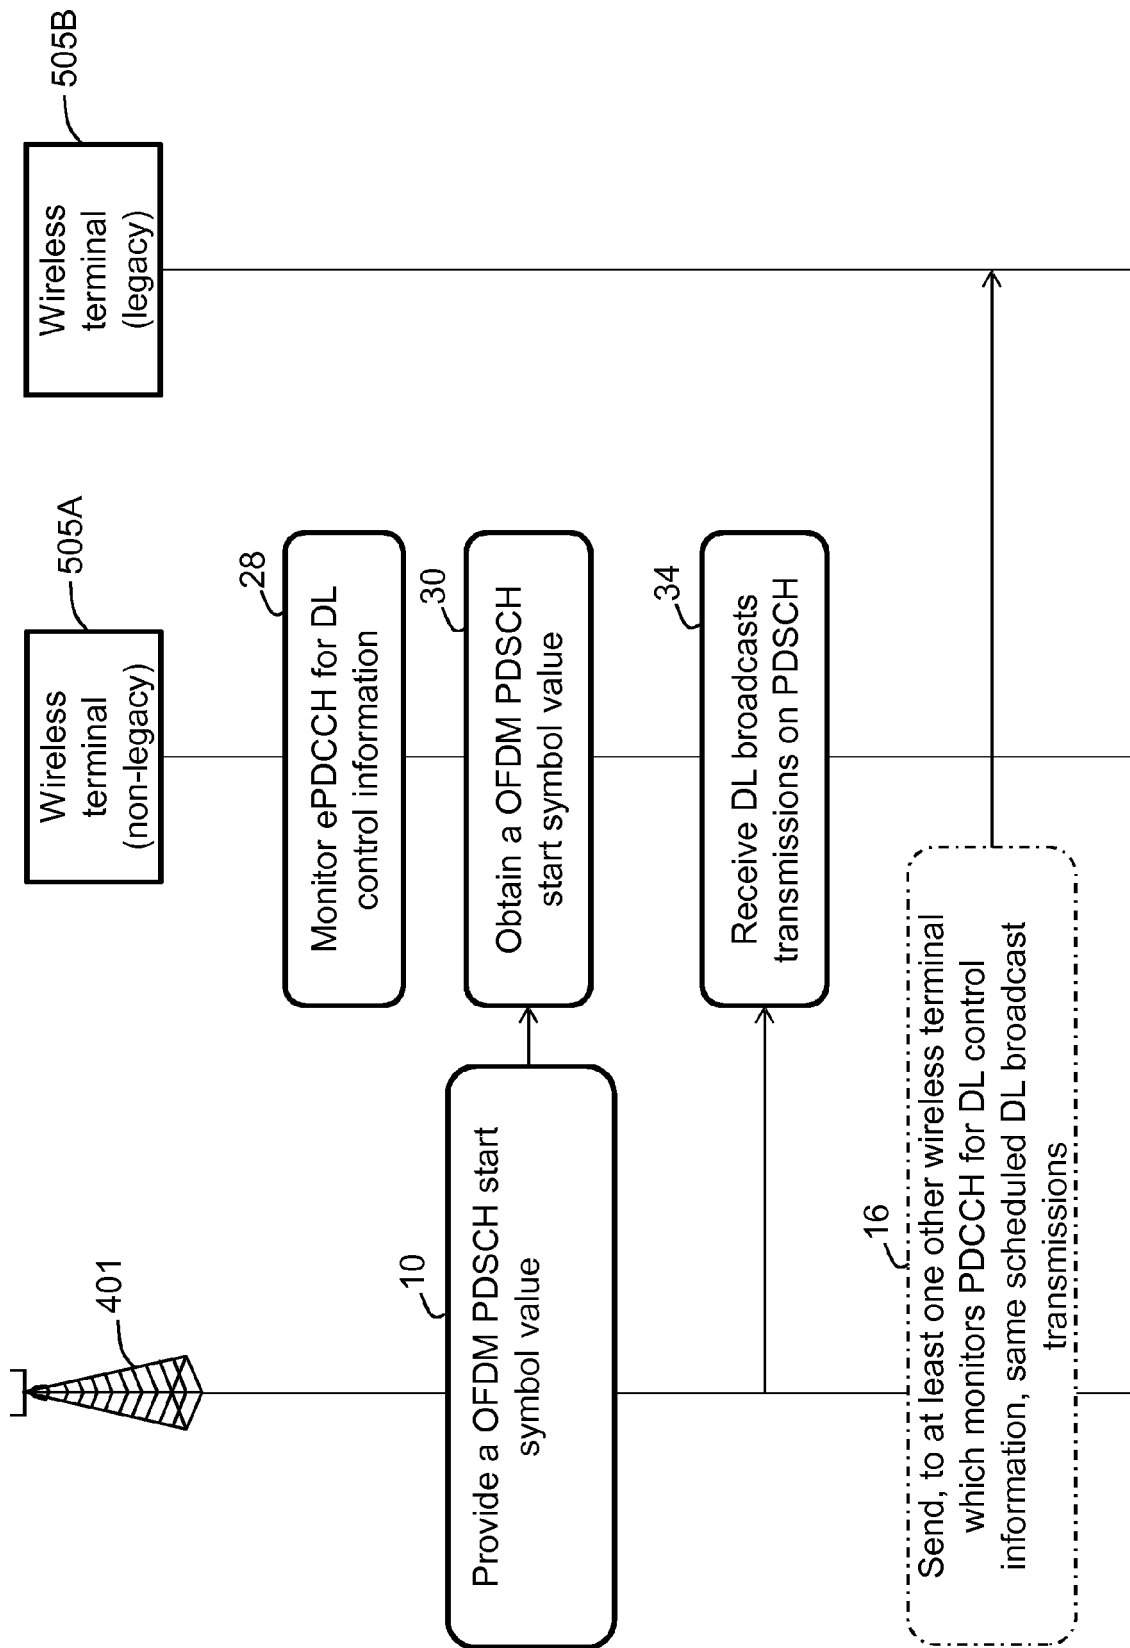 401
Wireless
terminal
(non-legacy)
505A
Wireless
terminal
(legacy)
505B
Monitor ePDCCH for DL
control information
28
Provide a OFDM PDSCH start
symbol value
10
Obtain a OFDM PDSCH
start symbol value
30
Receive DL broadcasts
transmissions on PDSCH
34
16
Send, to at least one other wireless terminal
which monitors PDCCH for DL control
information, same scheduled DL broadcast
transmissions